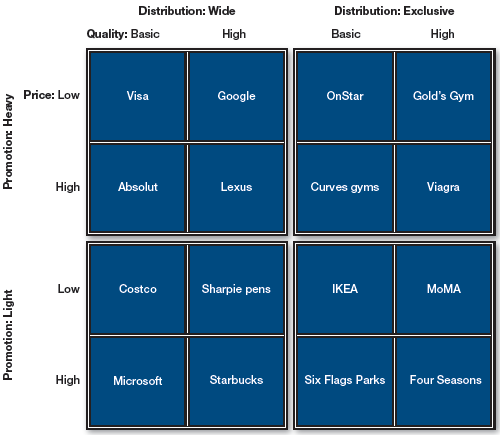 Distribution: Wide Distribution: Exclusive
Quality: Basic High Basic High
Promotion: Heavy
Price: Low Visa Google OnStar Gold's Gym
High Absolut Lexus Curves gyms Viagra
Promotion: Light
Low Costco Sharpie pens IKEA MoMA
High Microsoft Starbucks Six Flags Parks Four Seasons